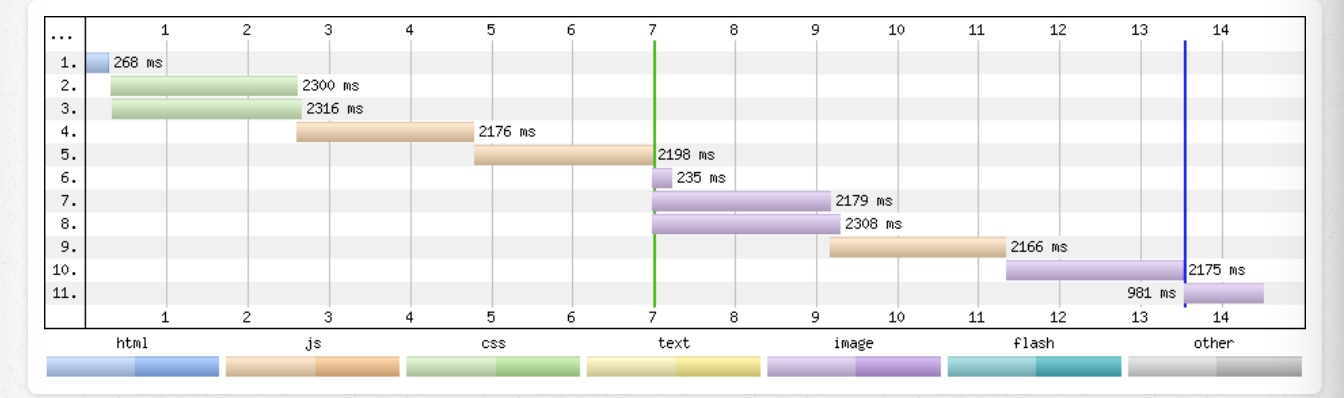 ... 1 2 3 4 5 6 7 8 9 10 11 12 13 14
1. 268 ms
2. 2300 ms
3. 2316 ms
4. 2176 ms
5. 2198 ms
6. 235 ms
7. 2179 ms
8. 2308 ms
9. 2166 ms
10. 2175 ms
11. 981 ms
1 2 3 4 5 6 7 8 9 10 11 12 13 14
html js css text image flash other